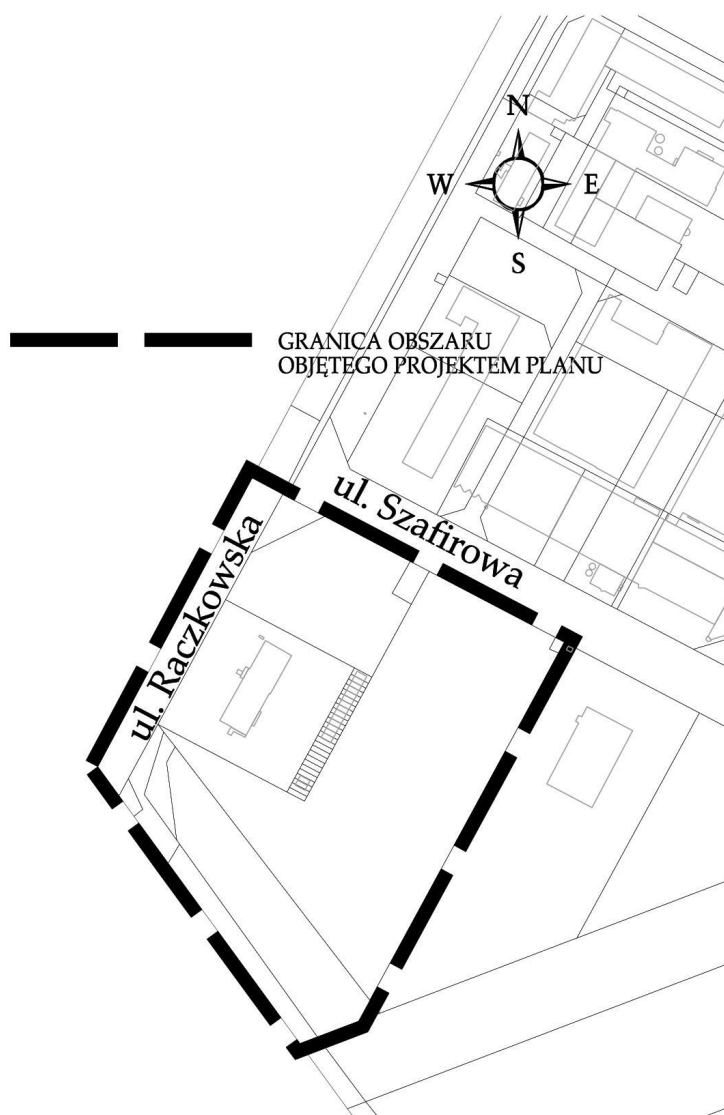 N
W
E
S
GRANICA OBSZARU
OBJĘTEGO PROJEKTEM PLANU
ul. Szafirowa
ul. Raczkowska